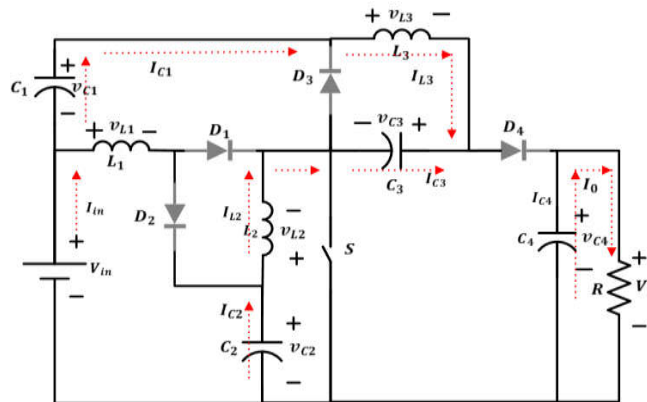 + v_L3 −
L_3
I_C1
D_3
I_L3
C_1
+
v_C1
−
+ v_L1 −
L_1
D_1
− v_C3 +
C_3
I_C3
D_4
I_in
D_2
I_L2
L_2
−
v_L2
+
S
I_C4
I_0
C_4
+
v_C4
−
+
V_in
−
R
+
V
−
I_C2
C_2
+
v_C2
−